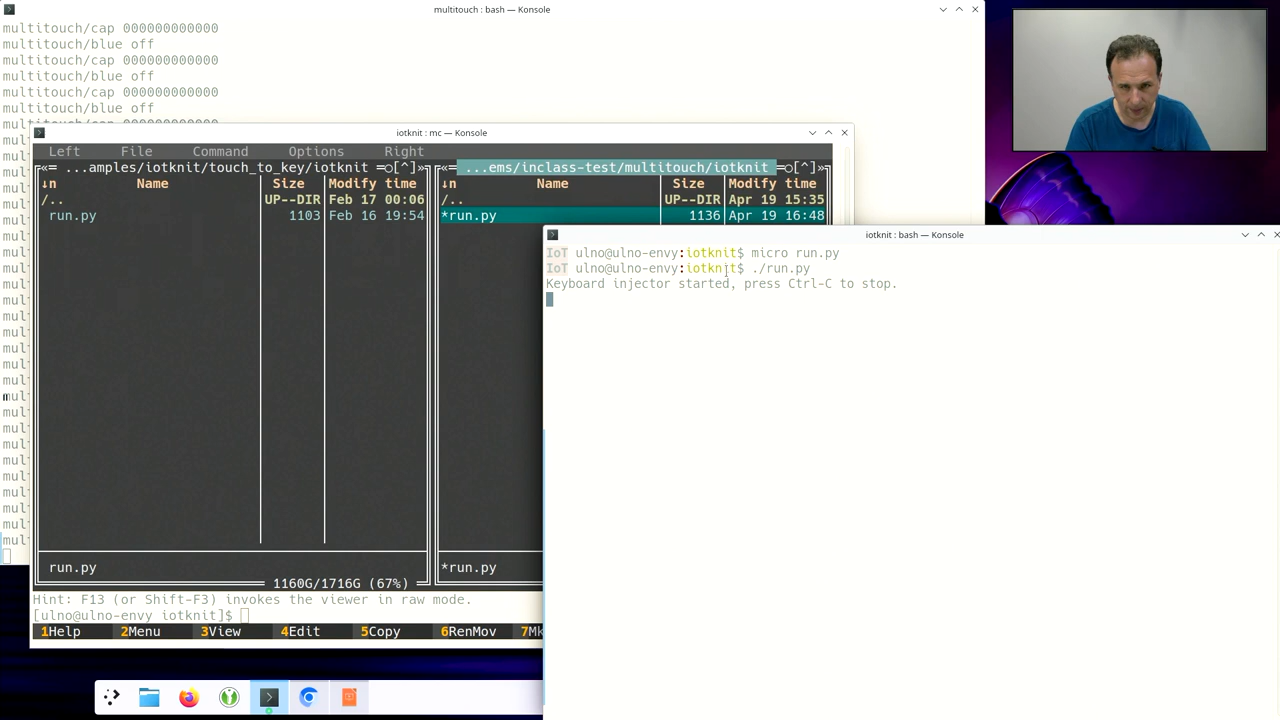 multitouch : bash — Konsole
multitouch/cap 000000000000
multitouch/blue off
multitouch/cap 000000000000
multitouch/blue off
multitouch/cap 000000000000
multitouch/blue off
iotknit : mc — Konsole
Left File Command Options Right
...amples/iotknit/touch_to_key/iotknit =○[^]
↓n Name Size Modify time
/.. UP--DIR Feb 17 00:06
run.py 1103 Feb 16 19:54
run.py
1160G/1716G (67%)
...ems/inclass-test/multitouch/iotknit =○[^]
↓n Name Size Modify time
/.. UP--DIR Apr 19 15:35
*run.py 1136 Apr 19 16:48
*run.py
Hint: F13 (or Shift-F3) invokes the viewer in raw mode.
[ulno@ulno-envy iotknit]$
1Help 2Menu 3View 4Edit 5Copy 6RenMov 7Mk
iotknit : bash — Konsole
IoT ulno@ulno-envy:iotknit$ micro run.py
IoT ulno@ulno-envy:iotknit$ ./run.py
Keyboard injector started, press Ctrl-C to stop.